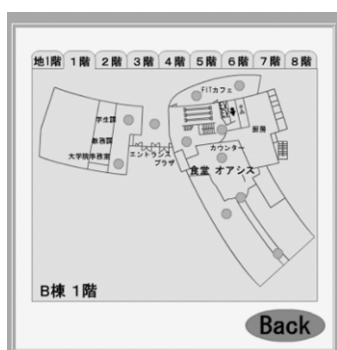 地1階 1階 2階 3階 4階 5階 6階 7階 8階
FITカフェ
学生課
厨房
教務課
カウンター
大学院事務室
エントランス
プラザ
食堂 オアシス
B棟 1階
Back